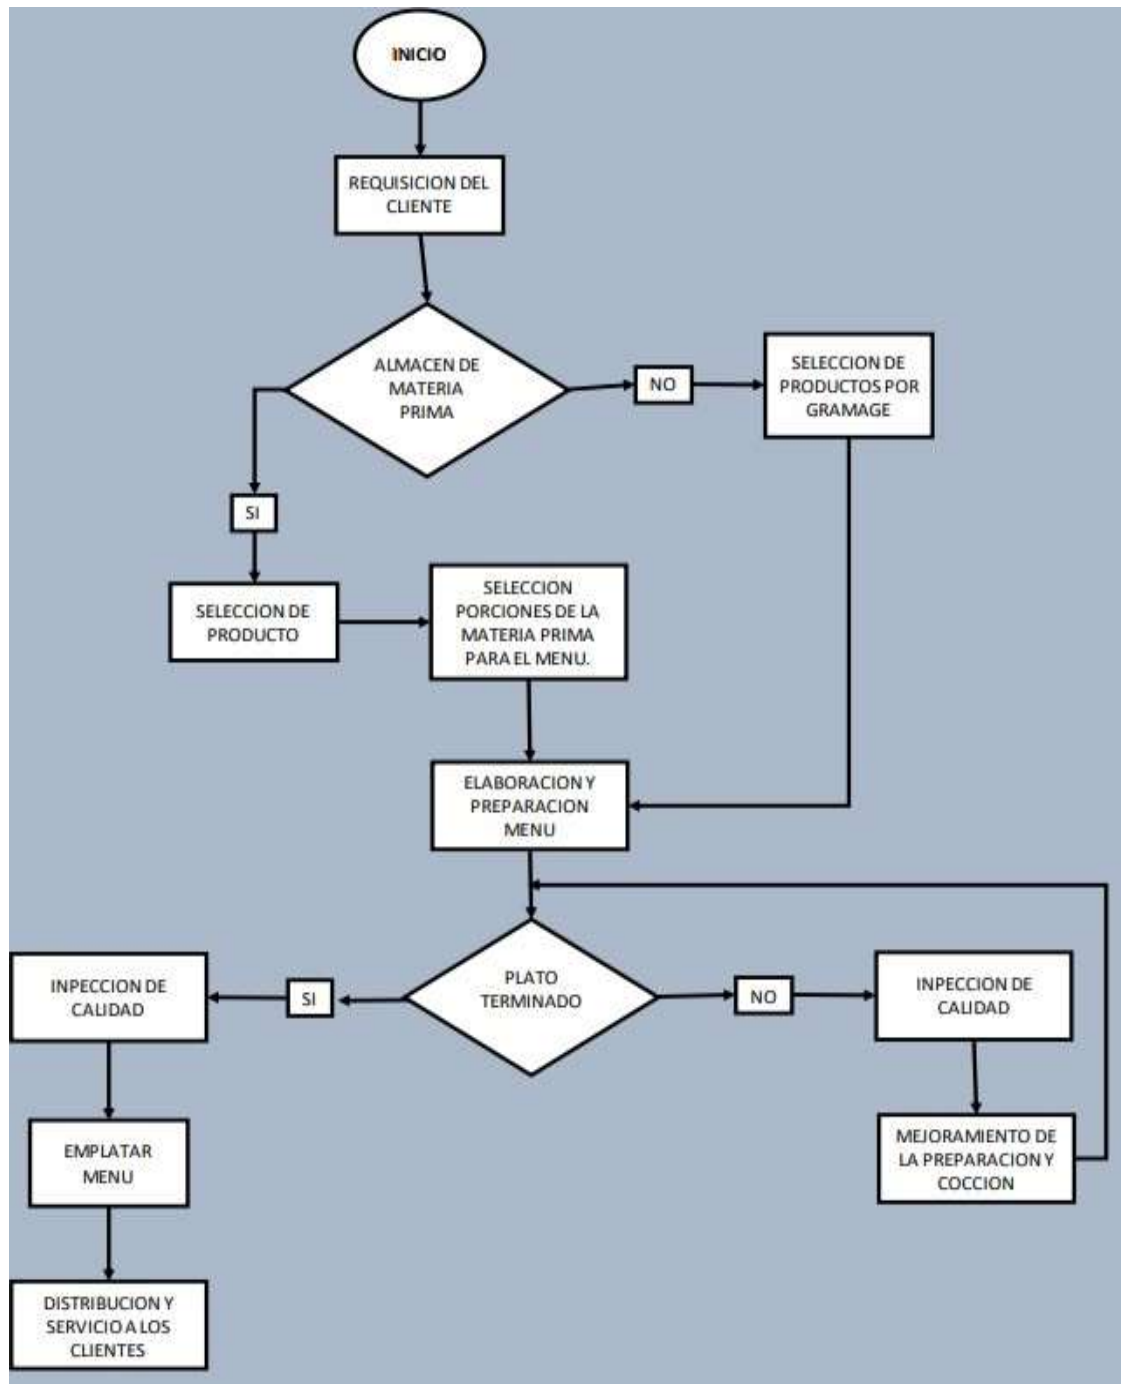 INICIO
REQUISICION DEL
CLIENTE
ALMACEN DE
MATERIA
PRIMA
NO
SELECCION DE
PRODUCTOS POR
GRAMAGE
SI
SELECCION DE
PRODUCTO
SELECCION
PORCIONES DE LA
MATERIA PRIMA
PARA EL MENU.
ELABORACION Y
PREPARACION
MENU
PLATO
TERMINADO
SI
INPECCION DE
CALIDAD
EMPLATAR
MENU
DISTRIBUCION Y
SERVICIO A LOS
CLIENTES
NO
INPECCION DE
CALIDAD
MEJORAMIENTO DE
LA PREPARACION Y
COCCION